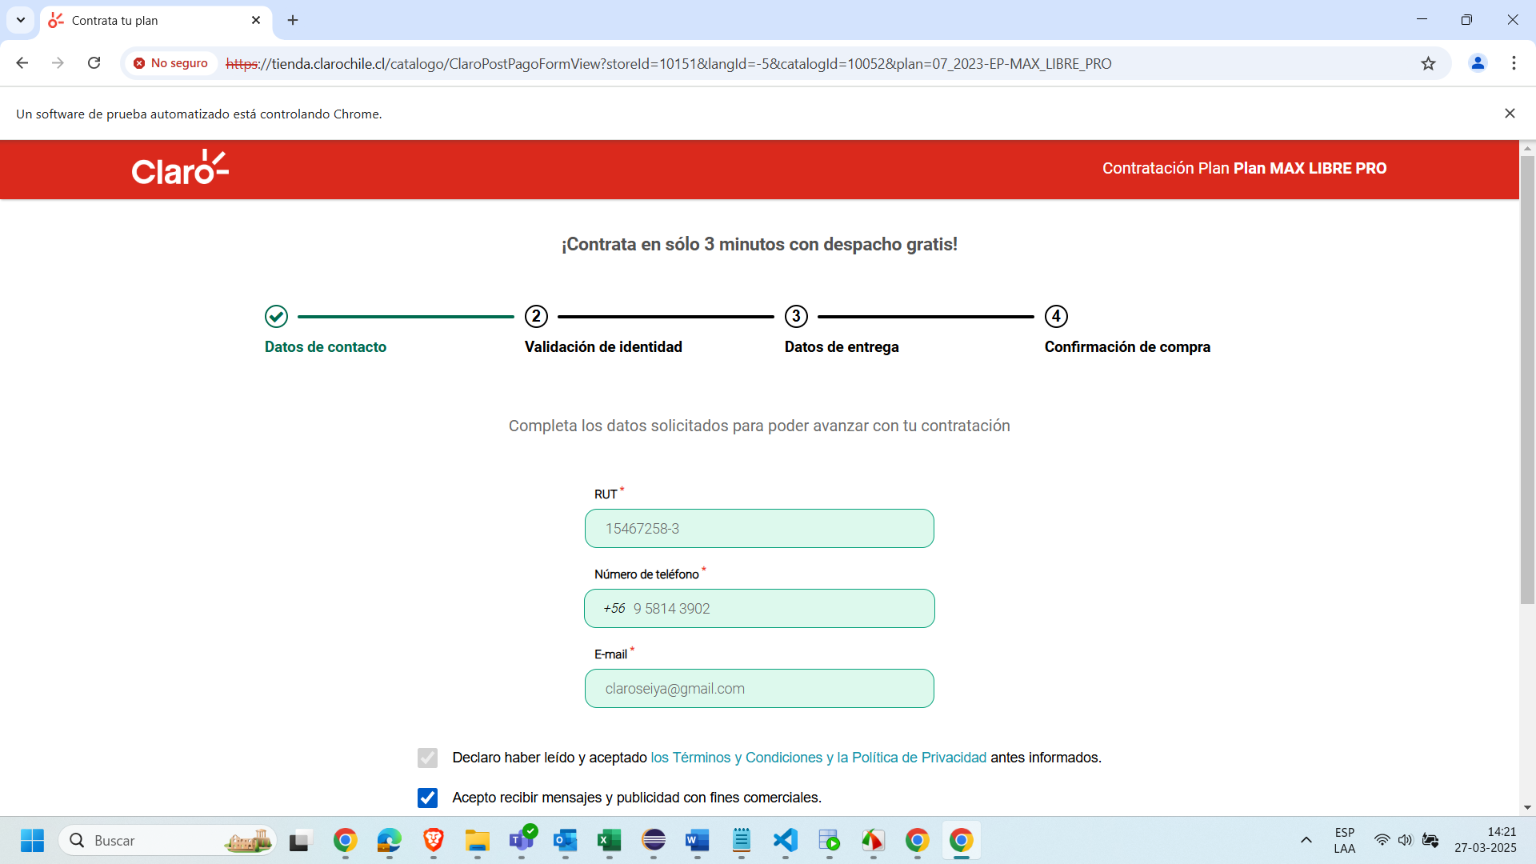 Contrata tu plan
No seguro
https://tienda.clarochile.cl/catalogo/ClaroPostPagoFormView?storeId=10151&langId=-5&catalogId=10052&plan=07_2023-EP-MAX_LIBRE_PRO
Un software de prueba automatizado está controlando Chrome.
Claro
Contratación Plan Plan MAX LIBRE PRO
¡Contrata en sólo 3 minutos con despacho gratis!
2 3 4
Datos de contacto Validación de identidad Datos de entrega Confirmación de compra
Completa los datos solicitados para poder avanzar con tu contratación
RUT *
15467258-3
Número de teléfono *
+56 9 5814 3902
E-mail *
claroseiya@gmail.com
Declaro haber leído y aceptado los Términos y Condiciones y la Política de Privacidad antes informados.
Acepto recibir mensajes y publicidad con fines comerciales.
Buscar
ESP
LAA
14:21
27-03-2025